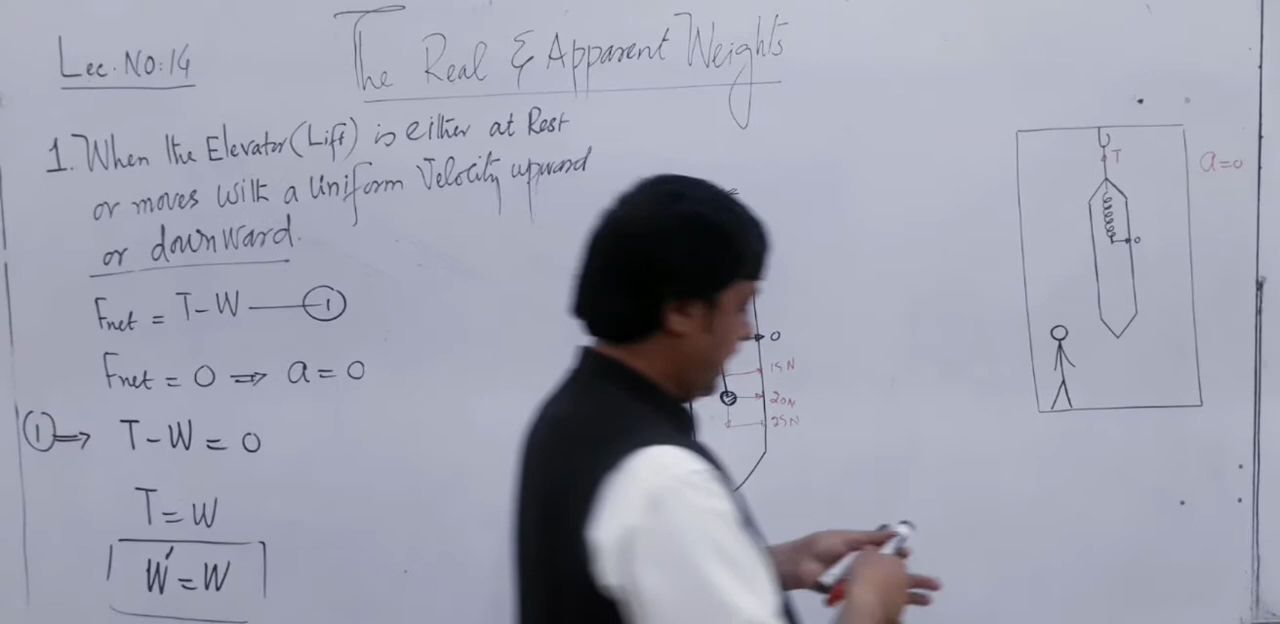 Lec. No: 14
The Real & Apparent Weights
1. When the Elevator (Lift) is either at Rest
or moves with a Uniform Velocity upward
or downward.
Fnet = T-W ① 
Fnet = 0 ⇒ a = 0
① ⇒ T-W = 0
T = W
W' = W
0
15N
20N
25N
T
0
a=0